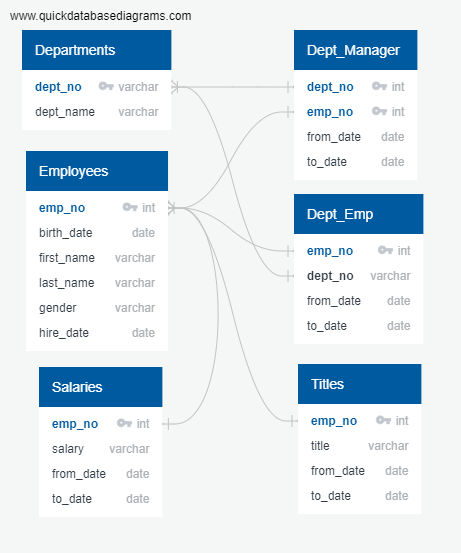 www.quickdatabasediagrams.com
Departments
dept_no varchar
dept_name varchar
Dept_Manager
dept_no int
emp_no int
from_date date
to_date date
Employees
emp_no int
birth_date date
first_name varchar
last_name varchar
gender varchar
hire_date date
Dept_Emp
emp_no int
dept_no varchar
from_date date
to_date date
Salaries
emp_no int
salary varchar
from_date date
to_date date
Titles
emp_no int
title varchar
from_date date
to_date date